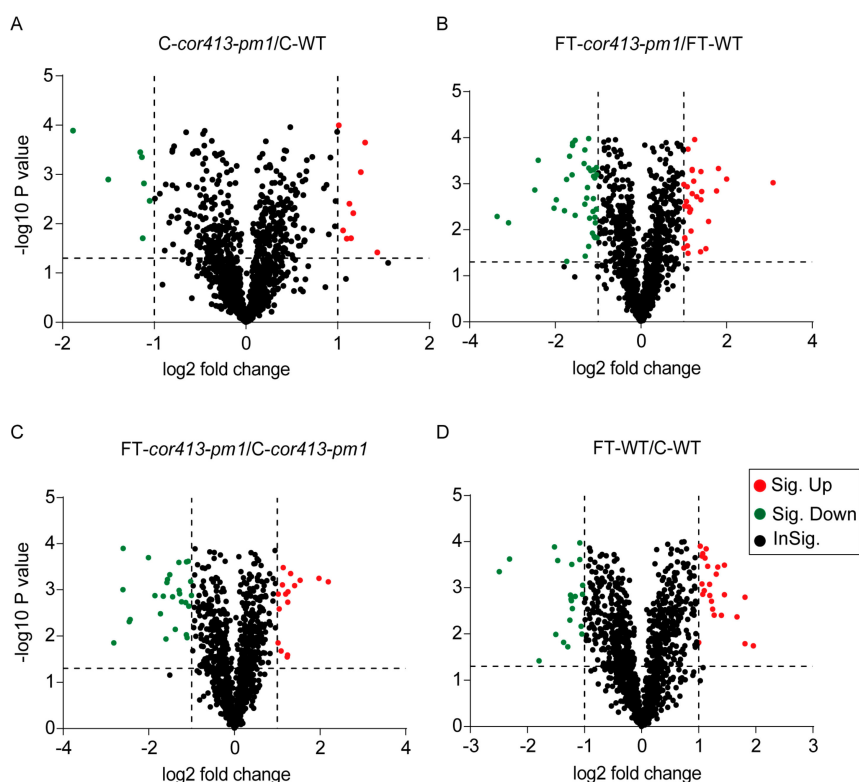 A
C-cor413-pm1/C-WT
5
4
3
2
1
0
-2
-1
0
1
2
-log10 P value
log2 fold change
B
FT-cor413-pm1/FT-WT
5
4
3
2
1
0
-4
-2
0
2
4
log2 fold change
C
FT-cor413-pm1/C-cor413-pm1
5
4
3
2
1
0
-4
-2
0
2
4
-log10 P value
log2 fold change
D
FT-WT/C-WT
5
4
3
2
1
0
-3
-2
-1
0
1
2
3
log2 fold change
Sig. Up
Sig. Down
InSig.